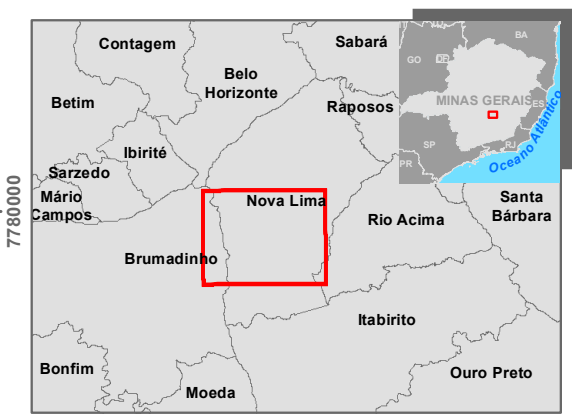 Contagem
Sabará
Belo
Horizonte
Betim
Raposos
Ibirité
Sarzedo
Mário
Campos
Nova Lima
Santa
Bárbara
Rio Acima
Brumadinho
Itabirito
Bonfim
Moeda
Ouro Preto
7780000
BA
GO
DF
MINAS GERAIS
ES
SP
RJ
PR
Oceano Atlântico